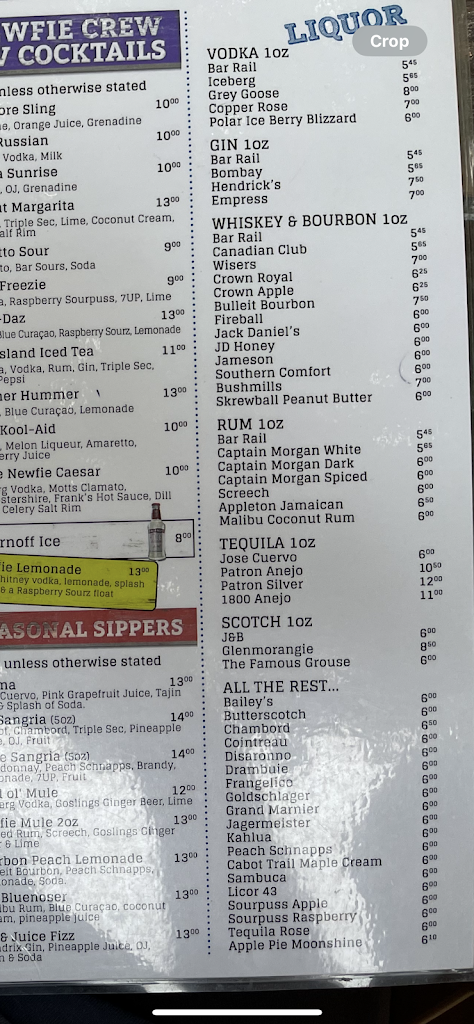 WFIE CREW
COCKTAILS
nless otherwise stated
ore Sling 10⁰⁰
ne, Orange Juice, Grenadine
Russian 10⁰⁰
Vodka, Milk
a Sunrise 10⁰⁰
, OJ, Grenadine
ut Margarita 13⁰⁰
, Triple Sec, Lime, Coconut Cream,
alf Rim
tto Sour 9⁰⁰
to, Bar Sours, Soda
Freezie 9⁰⁰
a, Raspberry Sourpuss, 7UP, Lime
-Daz 13⁰⁰
Blue Curaçao, Raspberry Sourz, Lemonade
sland Iced Tea 11⁰⁰
a, Vodka, Rum, Gin, Triple Sec,
Pepsi
er Hummer 13⁰⁰
, Blue Curaçao, Lemonade
Kool-Aid 10⁰⁰
, Melon Liqueur, Amaretto,
erry Juice
e Newfie Caesar 10⁰⁰
rg Vodka, Motts Clamato,
stershire, Frank's Hot Sauce, Dill
Celery Salt Rim
rnoff Ice 8⁰⁰
fie Lemonade 13⁰⁰
hitney vodka, lemonade, splash
& a Raspberry Sourz float
ASONAL SIPPERS
unless otherwise stated
ma 13⁰⁰
Cuervo, Pink Grapefruit Juice, Tajin
& Splash of Soda.
Sangria (5oz) 14⁰⁰
of, Chambord, Triple Sec, Pineapple
e, OJ, Fruit
e Sangria (5oz) 14⁰⁰
donnay, Peach Schnapps, Brandy,
onade, 7UP, Fruit
l ol' Mule 12⁰⁰
erg Vodka, Goslings Ginger Beer, Lime
fie Mule 2oz 13⁰⁰
ed Rum, Screech, Goslings Ginger
r & Lime
rbon Peach Lemonade 13⁰⁰
leit Bourbon, Peach Schnapps,
onade, Soda.
Bluenoser 13⁰⁰
ibu Rum, Blue Curaçao, coconut
am, pineapple juice
& Juice Fizz 13⁰⁰
ndrix Gin, Pineapple Juice, OJ,
n & Soda
LIQUOR
Crop
VODKA 1oz
Bar Rail 5⁴⁵
Iceberg 5⁶⁵
Grey Goose 8⁰⁰
Copper Rose 7⁰⁰
Polar Ice Berry Blizzard 6⁰⁰
GIN 1oz
Bar Rail 5⁴⁵
Bombay 5⁶⁵
Hendrick's 7⁵⁰
Empress 7⁰⁰
WHISKEY & BOURBON 1oz
Bar Rail 5⁴⁵
Canadian Club 5⁶⁵
Wisers 7⁰⁰
Crown Royal 6²⁵
Crown Apple 6²⁵
Bulleit Bourbon 7⁵⁰
Fireball 6⁰⁰
Jack Daniel's 6⁰⁰
JD Honey 6⁰⁰
Jameson 6⁰⁰
Southern Comfort 6⁰⁰
Bushmills 7⁰⁰
Skrewball Peanut Butter 6⁰⁰
RUM 1oz
Bar Rail 5⁴⁵
Captain Morgan White 5⁶⁵
Captain Morgan Dark 6⁰⁰
Captain Morgan Spiced 6⁰⁰
Screech 6⁰⁰
Appleton Jamaican 6⁵⁰
Malibu Coconut Rum 6⁰⁰
TEQUILA 1oz
Jose Cuervo 6⁰⁰
Patron Anejo 10⁵⁰
Patron Silver 12⁰⁰
1800 Anejo 11⁰⁰
SCOTCH 1oz
J&B 6⁰⁰
Glenmorangie 8⁵⁰
The Famous Grouse 6⁰⁰
ALL THE REST...
Bailey's 6⁰⁰
Butterscotch 6⁰⁰
Chambord 6⁵⁰
Cointreau 6⁰⁰
Disaronno 6⁰⁰
Drambuie 6⁰⁰
Frangelico 6⁰⁰
Goldschlager 6⁰⁰
Grand Marnier 6⁰⁰
Jagermeister 6⁰⁰
Kahlua 6⁰⁰
Peach Schnapps 6⁰⁰
Cabot Trail Maple Cream 6⁰⁰
Sambuca 6⁰⁰
Licor 43 6⁰⁰
Sourpuss Apple 6⁰⁰
Sourpuss Raspberry 6⁰⁰
Tequila Rose 6⁰⁰
Apple Pie Moonshine 6¹⁰